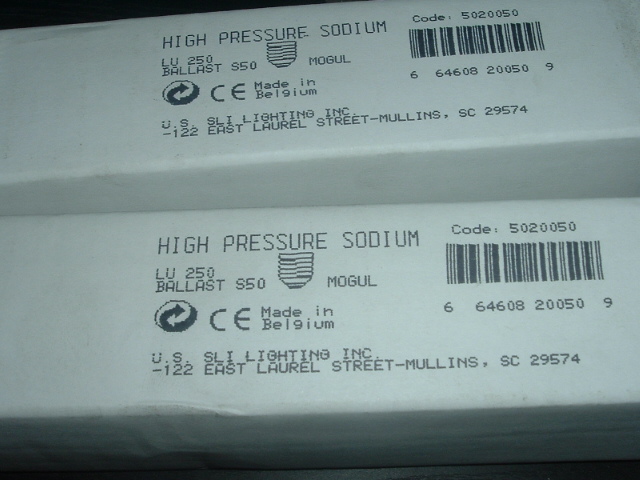 HIGH PRESSURE SODIUM
Code: 5020050
LU 250
BALLAST S50
MOGUL
6 64608 20050 9
CE
Made in
Belgium
U.S. SLI LIGHTING INC.
-122 EAST LAUREL STREET-MULLINS, SC 29574
HIGH PRESSURE SODIUM
Code: 5020050
LU 250
BALLAST S50
MOGUL
6 64608 20050 9
CE
Made in
Belgium
U.S. SLI LIGHTING INC.
-122 EAST LAUREL STREET-MULLINS, SC 29574